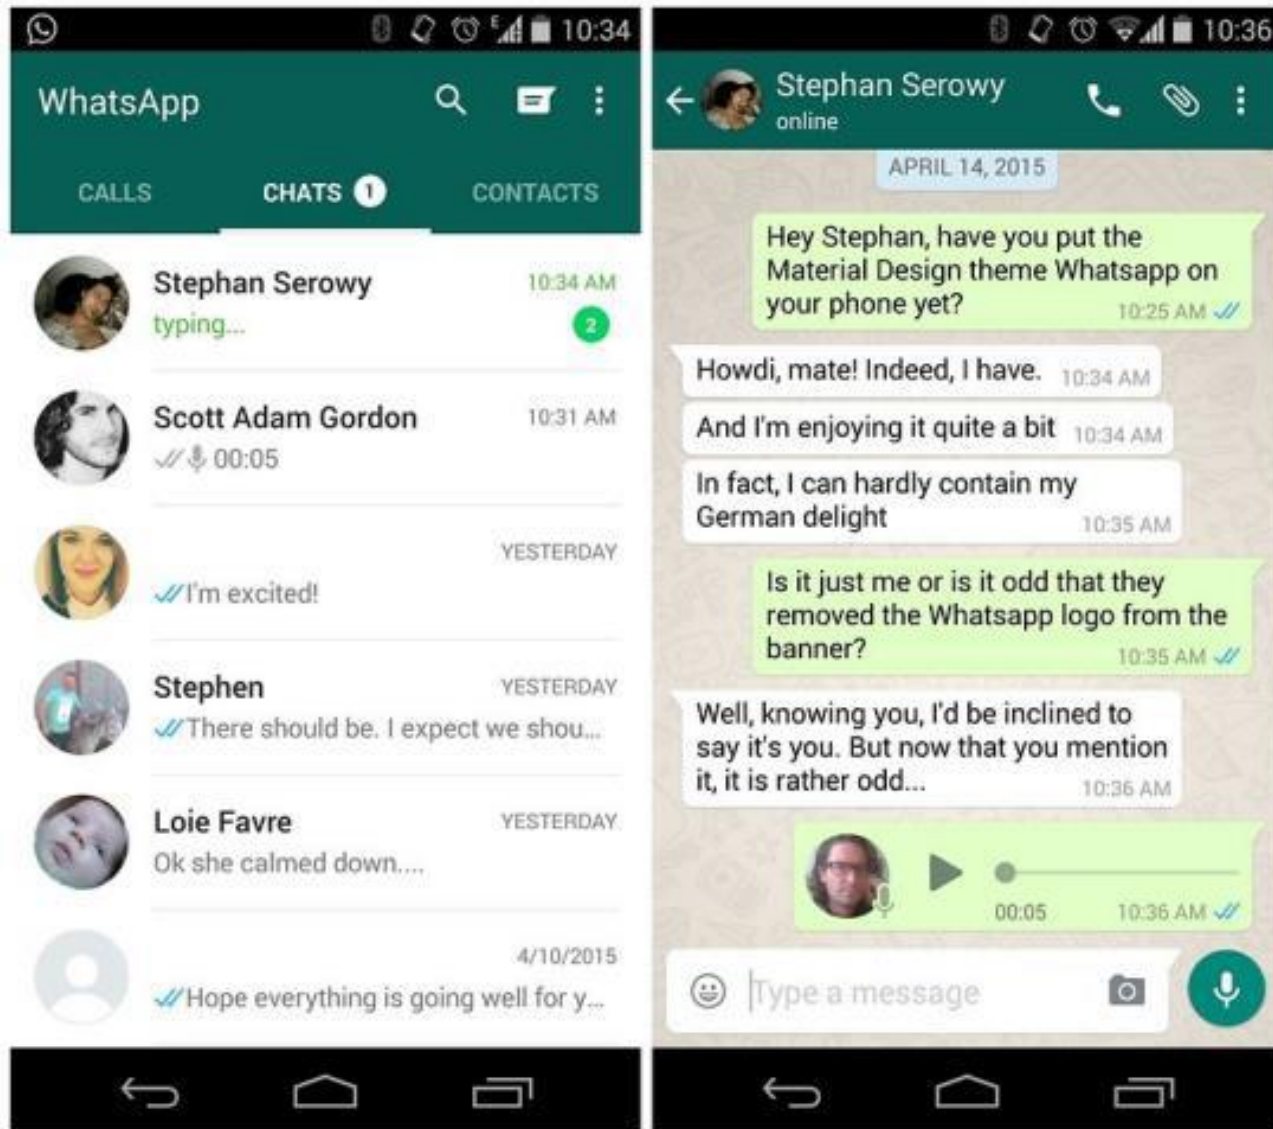 10:34
WhatsApp
CALLS
CHATS 1
CONTACTS
Stephan Serowy
10:34 AM
typing...
2
Scott Adam Gordon
10:31 AM
00:05
YESTERDAY
I'm excited!
Stephen
YESTERDAY
There should be. I expect we shou...
Loie Favre
YESTERDAY
Ok she calmed down....
4/10/2015
Hope everything is going well for y...
10:36
Stephan Serowy
online
APRIL 14, 2015
Hey Stephan, have you put the
Material Design theme Whatsapp on
your phone yet?
10:25 AM
Howdi, mate! Indeed, I have.
10:34 AM
And I'm enjoying it quite a bit
10:34 AM
In fact, I can hardly contain my
German delight
10:35 AM
Is it just me or is it odd that they
removed the Whatsapp logo from the
banner?
10:35 AM
Well, knowing you, I'd be inclined to
say it's you. But now that you mention
it, it is rather odd...
10:36 AM
00:05
10:36 AM
Type a message